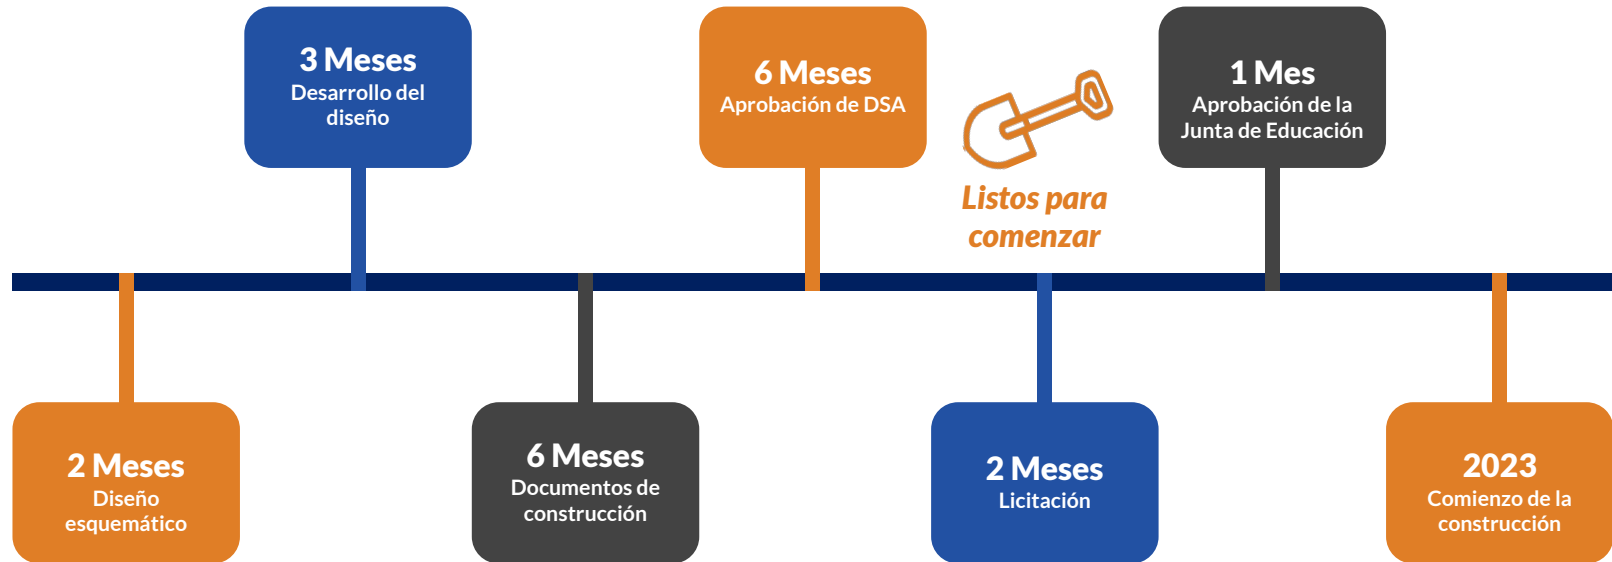 2 Meses
Diseño
esquemático
3 Meses
Desarrollo del
diseño
6 Meses
Documentos de
construcción
6 Meses
Aprobación de DSA
Listos para
comenzar
2 Meses
Licitación
1 Mes
Aprobación de la
Junta de Educación
2023
Comienzo de la
construcción